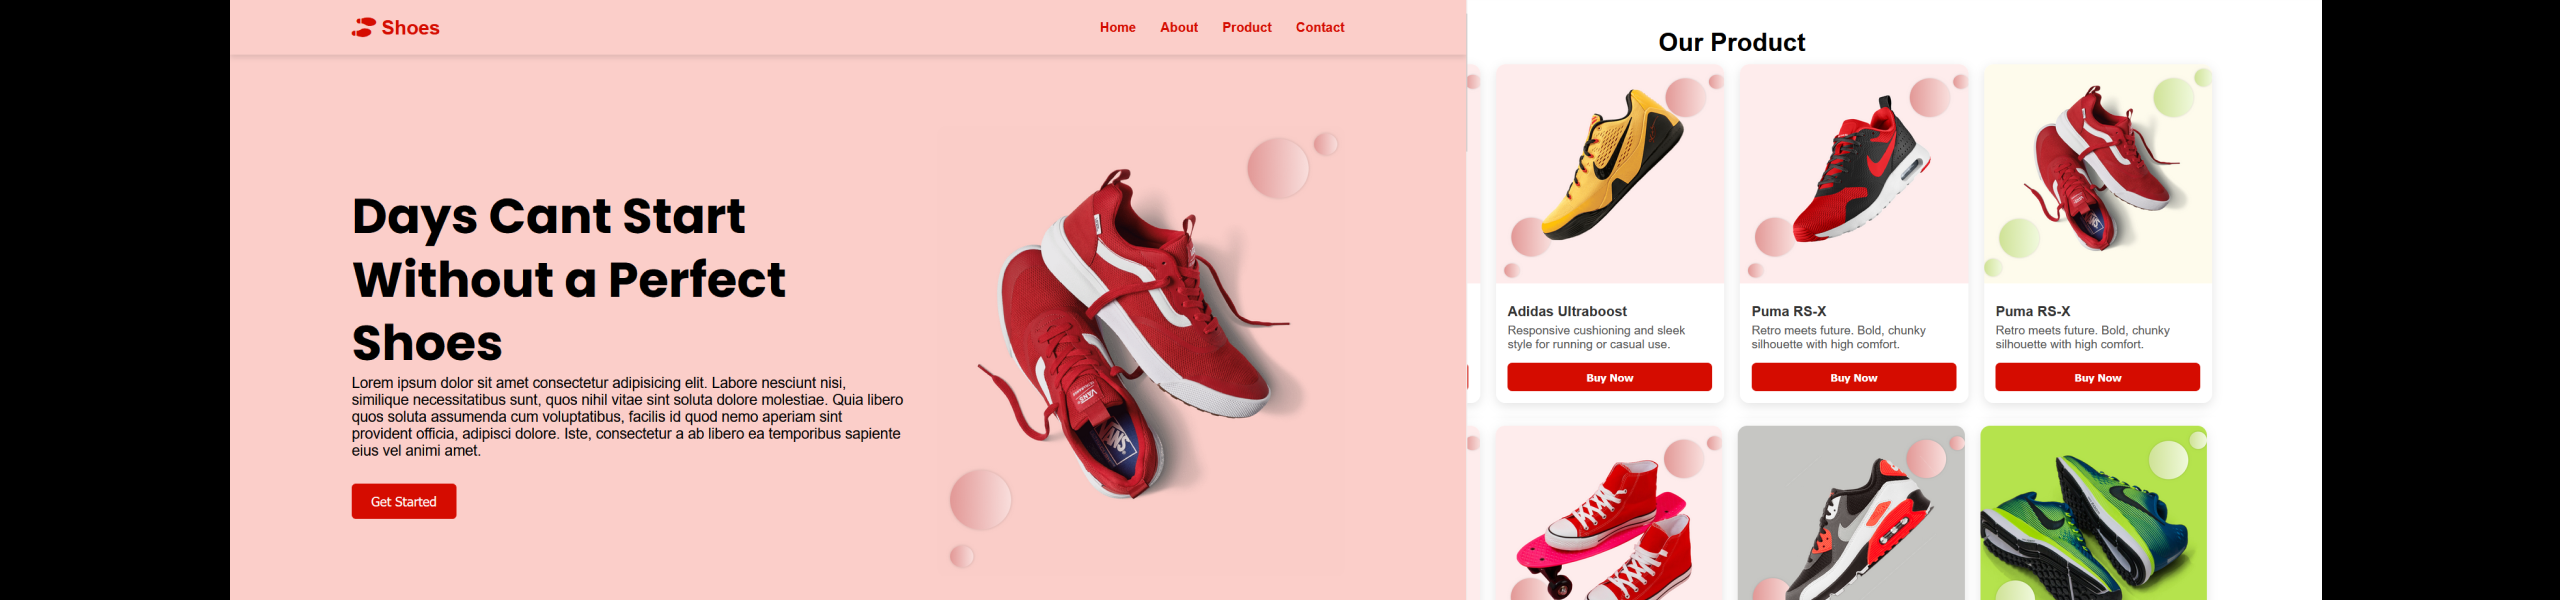 Shoes
Home About Product Contact
Days Cant Start
Without a Perfect
Shoes
Lorem ipsum dolor sit amet consectetur adipisicing elit. Labore nesciunt nisi,
similique necessitatibus sunt, quos nihil vitae sint soluta dolore molestiae. Quia libero
quos soluta assumenda cum voluptatibus, facilis id quod nemo aperiam sint
provident officia, adipisci dolore. Iste, consectetur a ab libero ea temporibus sapiente
eius vel animi amet.
Get Started
VANS
VANS
Our Product
VANS
Adidas Ultraboost
Responsive cushioning and sleek
style for running or casual use.
Buy Now
Puma RS-X
Retro meets future. Bold, chunky
silhouette with high comfort.
Buy Now
Puma RS-X
Retro meets future. Bold, chunky
silhouette with high comfort.
Buy Now